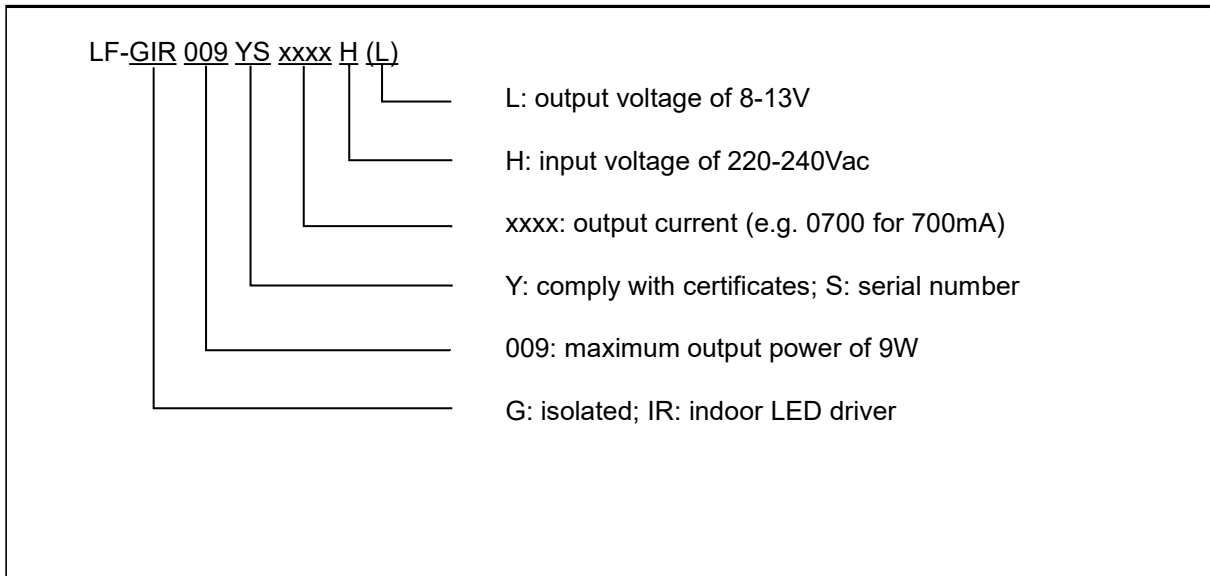 LF-GIR 009 YS xxxx H (L)
L: output voltage of 8-13V
H: input voltage of 220-240Vac
xxxx: output current (e.g. 0700 for 700mA)
Y: comply with certificates; S: serial number
009: maximum output power of 9W
G: isolated; IR: indoor LED driver